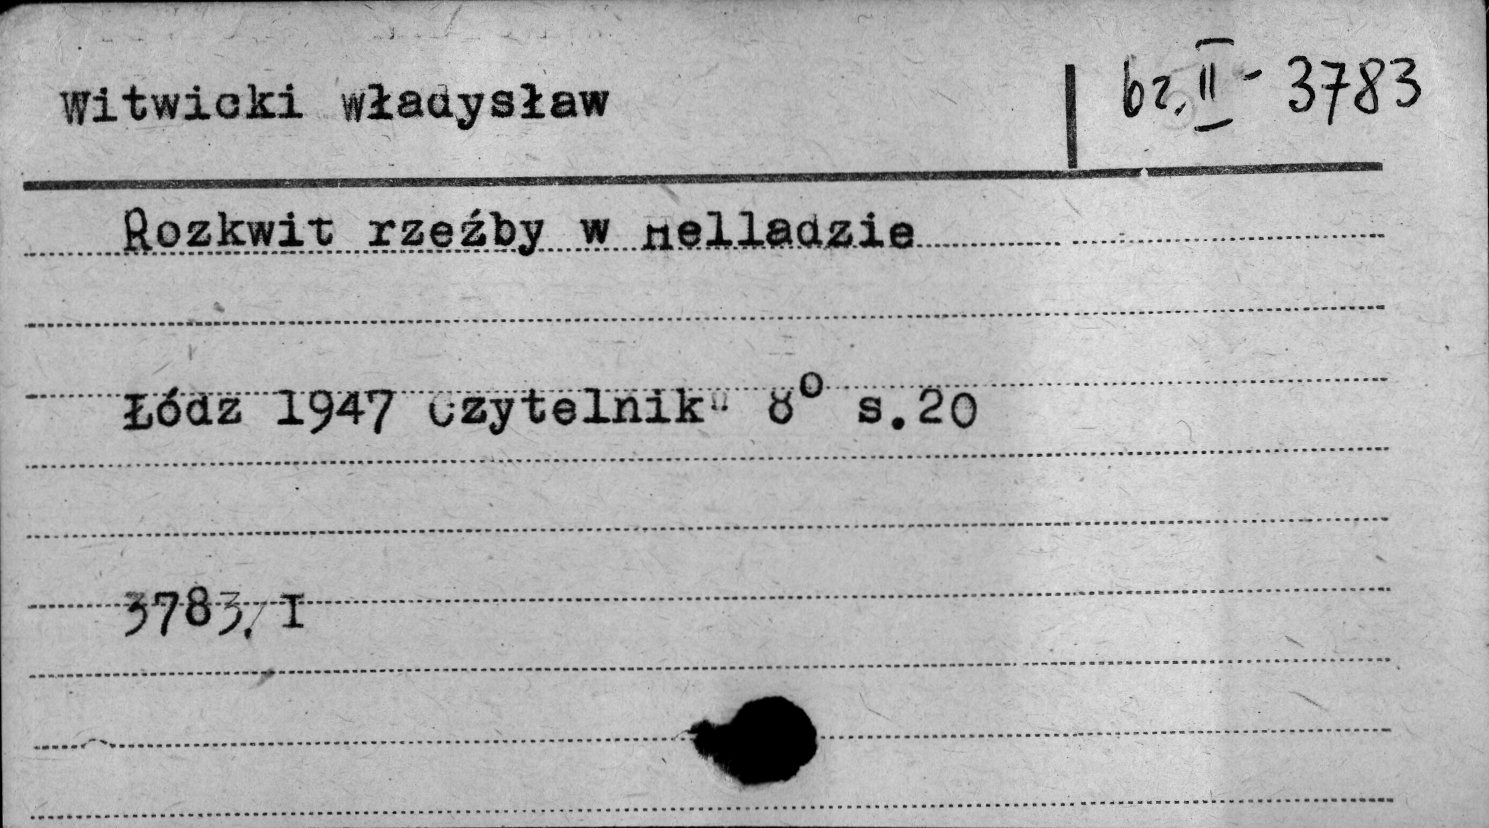 Witwicki Władysław
bz. II - 3783
Rozkwit rzeźby w Helladzie
Łódz 1947 Czytelnik" 8° s.20
3783/I